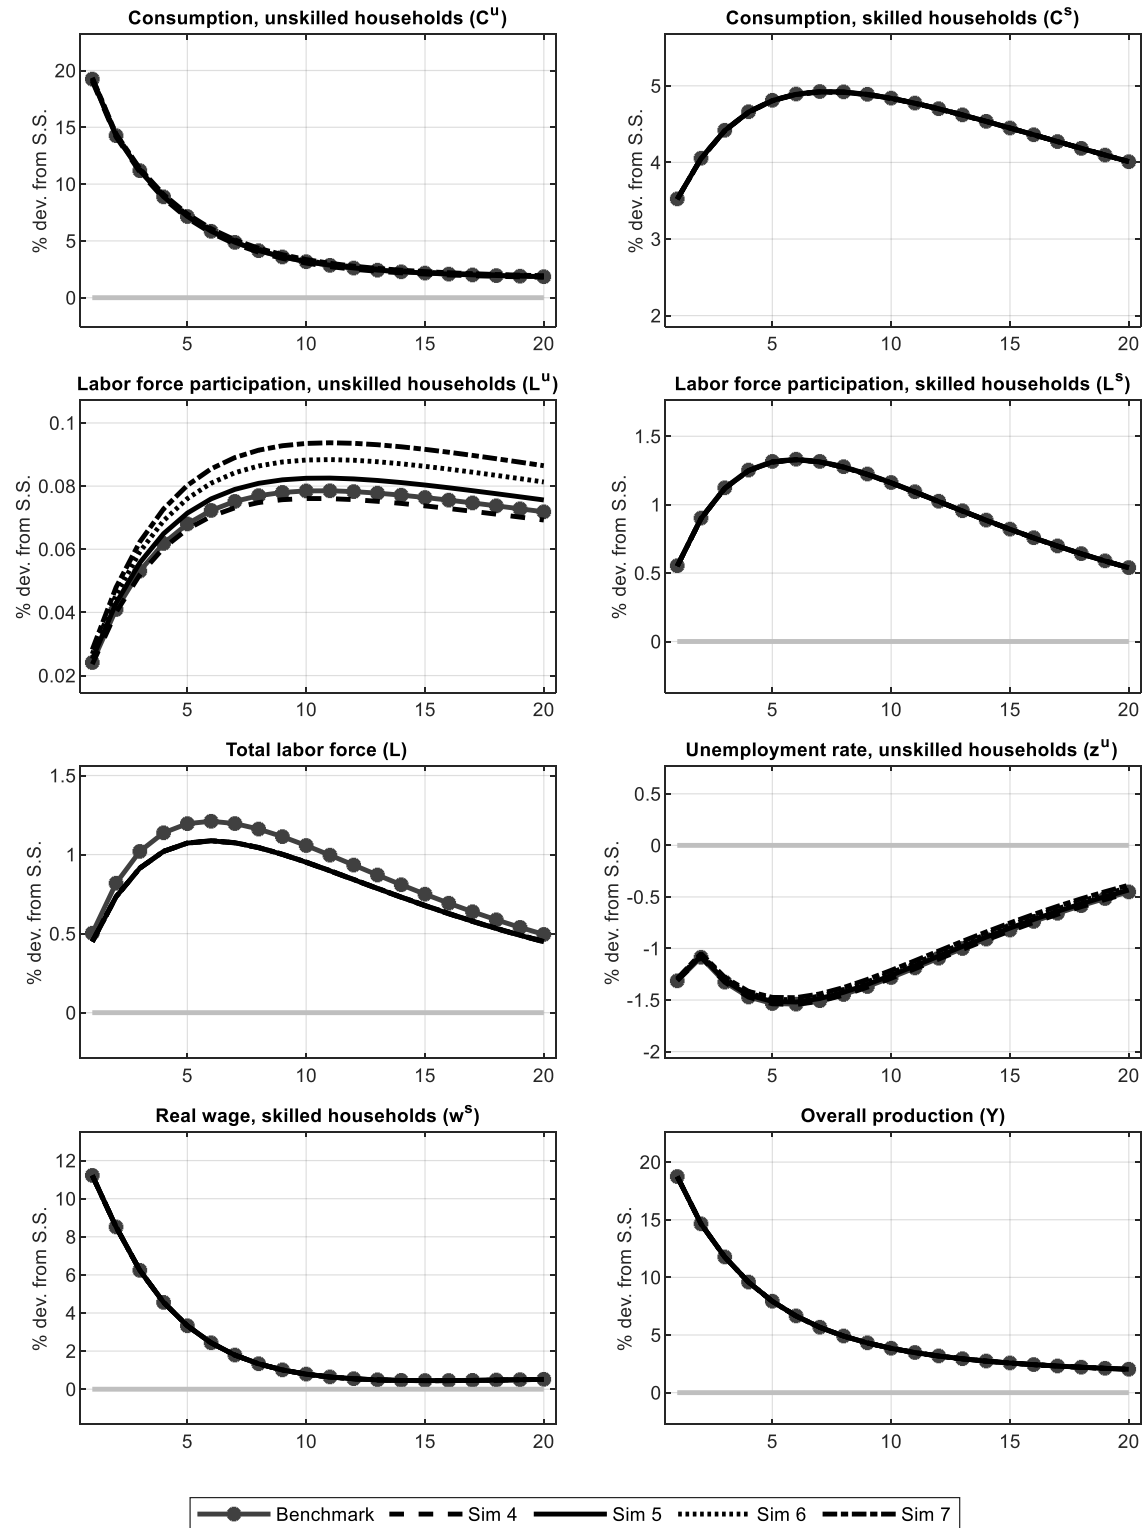 Consumption, unskilled households (C^u)
% dev. from S.S.
20
15
10
5
0
5 10 15 20
Consumption, skilled households (C^s)
% dev. from S.S.
5
4
3
2
5 10 15 20
Labor force participation, unskilled households (L^u)
% dev. from S.S.
0.1
0.08
0.06
0.04
0.02
5 10 15 20
Labor force participation, skilled households (L^s)
% dev. from S.S.
1.5
1
0.5
0
5 10 15 20
Total labor force (L)
% dev. from S.S.
1.5
1
0.5
0
5 10 15 20
Unemployment rate, unskilled households (z^u)
% dev. from S.S.
0.5
0
-0.5
-1
-1.5
-2
5 10 15 20
Real wage, skilled households (w^s)
% dev. from S.S.
12
10
8
6
4
2
0
5 10 15 20
Overall production (Y)
% dev. from S.S.
20
15
10
5
0
5 10 15 20
Benchmark Sim 4 Sim 5 Sim 6 Sim 7